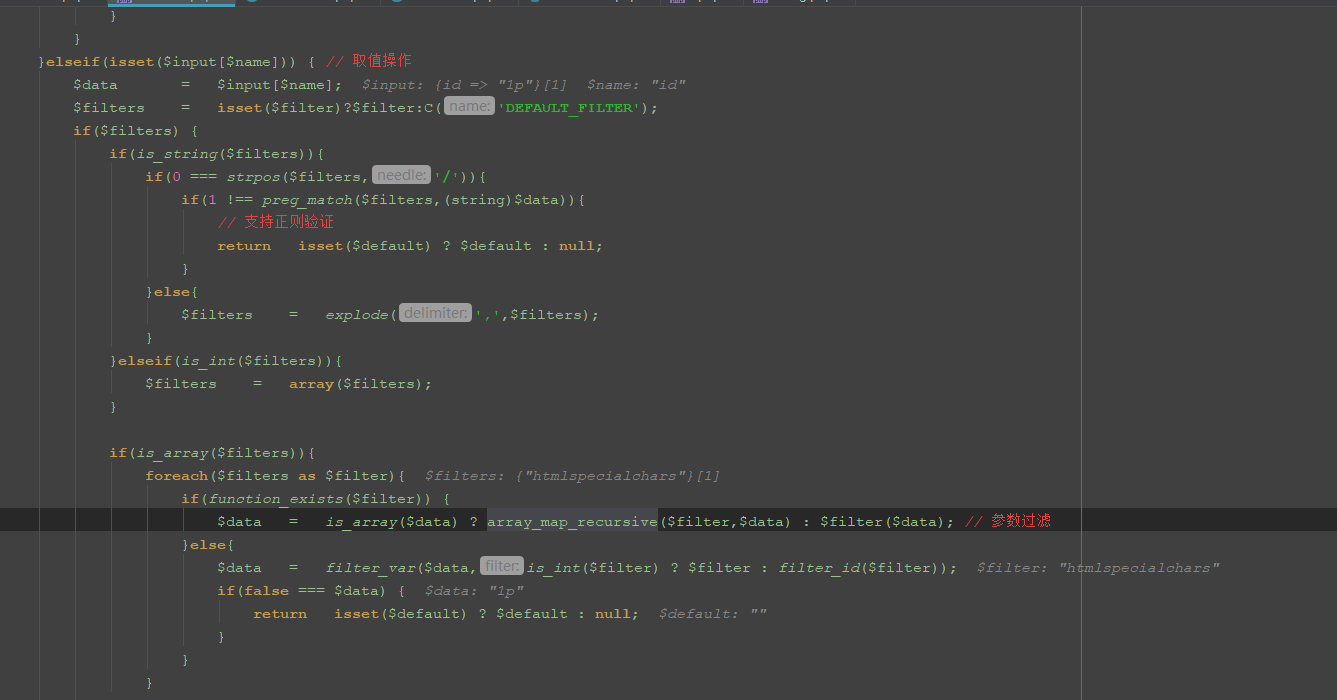 }
}
}elseif(isset($input[$name])) { // 取值操作
$data = $input[$name]; $input: {id => "1p"}[1] $name: "id"
$filters = isset($filter)?$filter:C( name: 'DEFAULT_FILTER');
if($filters) {
if(is_string($filters)){
if(0 === strpos($filters, needle: '/')){
if(1 !== preg_match($filters,(string)$data)){
// 支持正则验证
return isset($default) ? $default : null;
}
}else{
$filters = explode( delimiter: ',',$filters);
}
}elseif(is_int($filters)){
$filters = array($filters);
}
if(is_array($filters)){
foreach($filters as $filter){ $filters: {"htmlspecialchars"}[1]
if(function_exists($filter)) {
$data = is_array($data) ? array_map_recursive($filter,$data) : $filter($data); // 参数过滤
}else{
$data = filter_var($data, filter: is_int($filter) ? $filter : filter_id($filter)); $filter: "htmlspecialchars"
if(false === $data) { $data: "1p"
return isset($default) ? $default : null; $default: ""
}
}
}